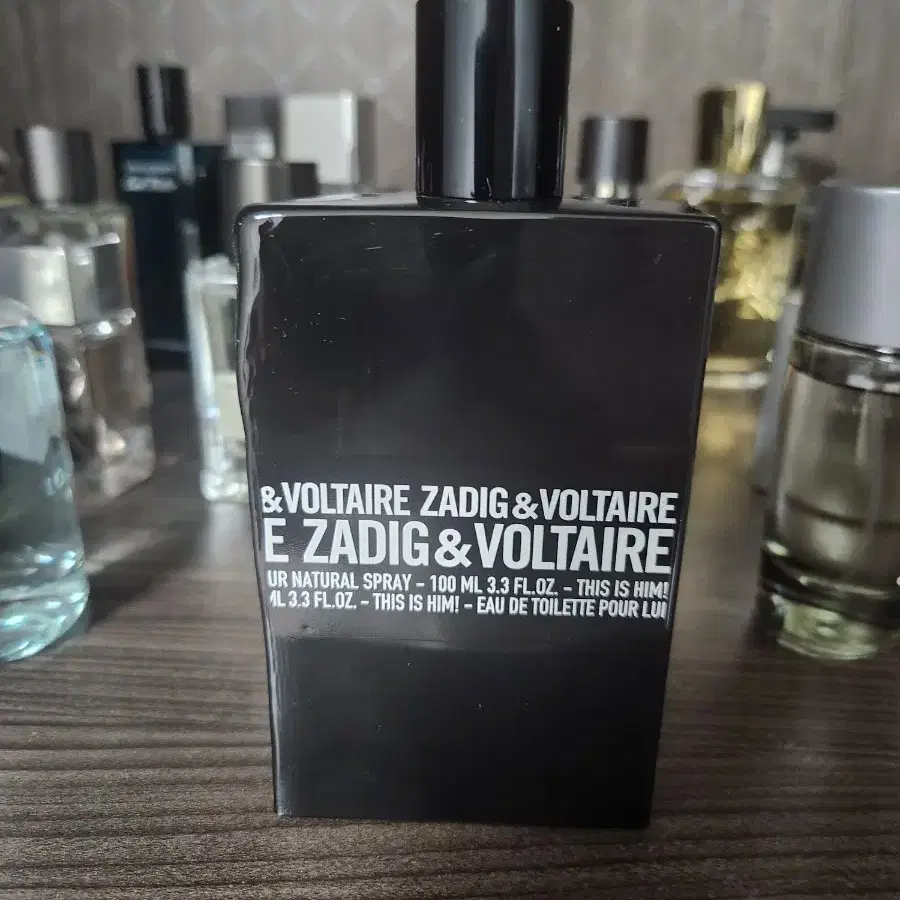 &VOLTAIRE ZADIG&VOLTAIRE
E ZADIG&VOLTAIRE
UR NATURAL SPRAY – 100 ML 3.3 FL.OZ. – THIS IS HIM!
ML 3.3 FL.OZ. – THIS IS HIM! – EAU DE TOILETTE POUR LUI